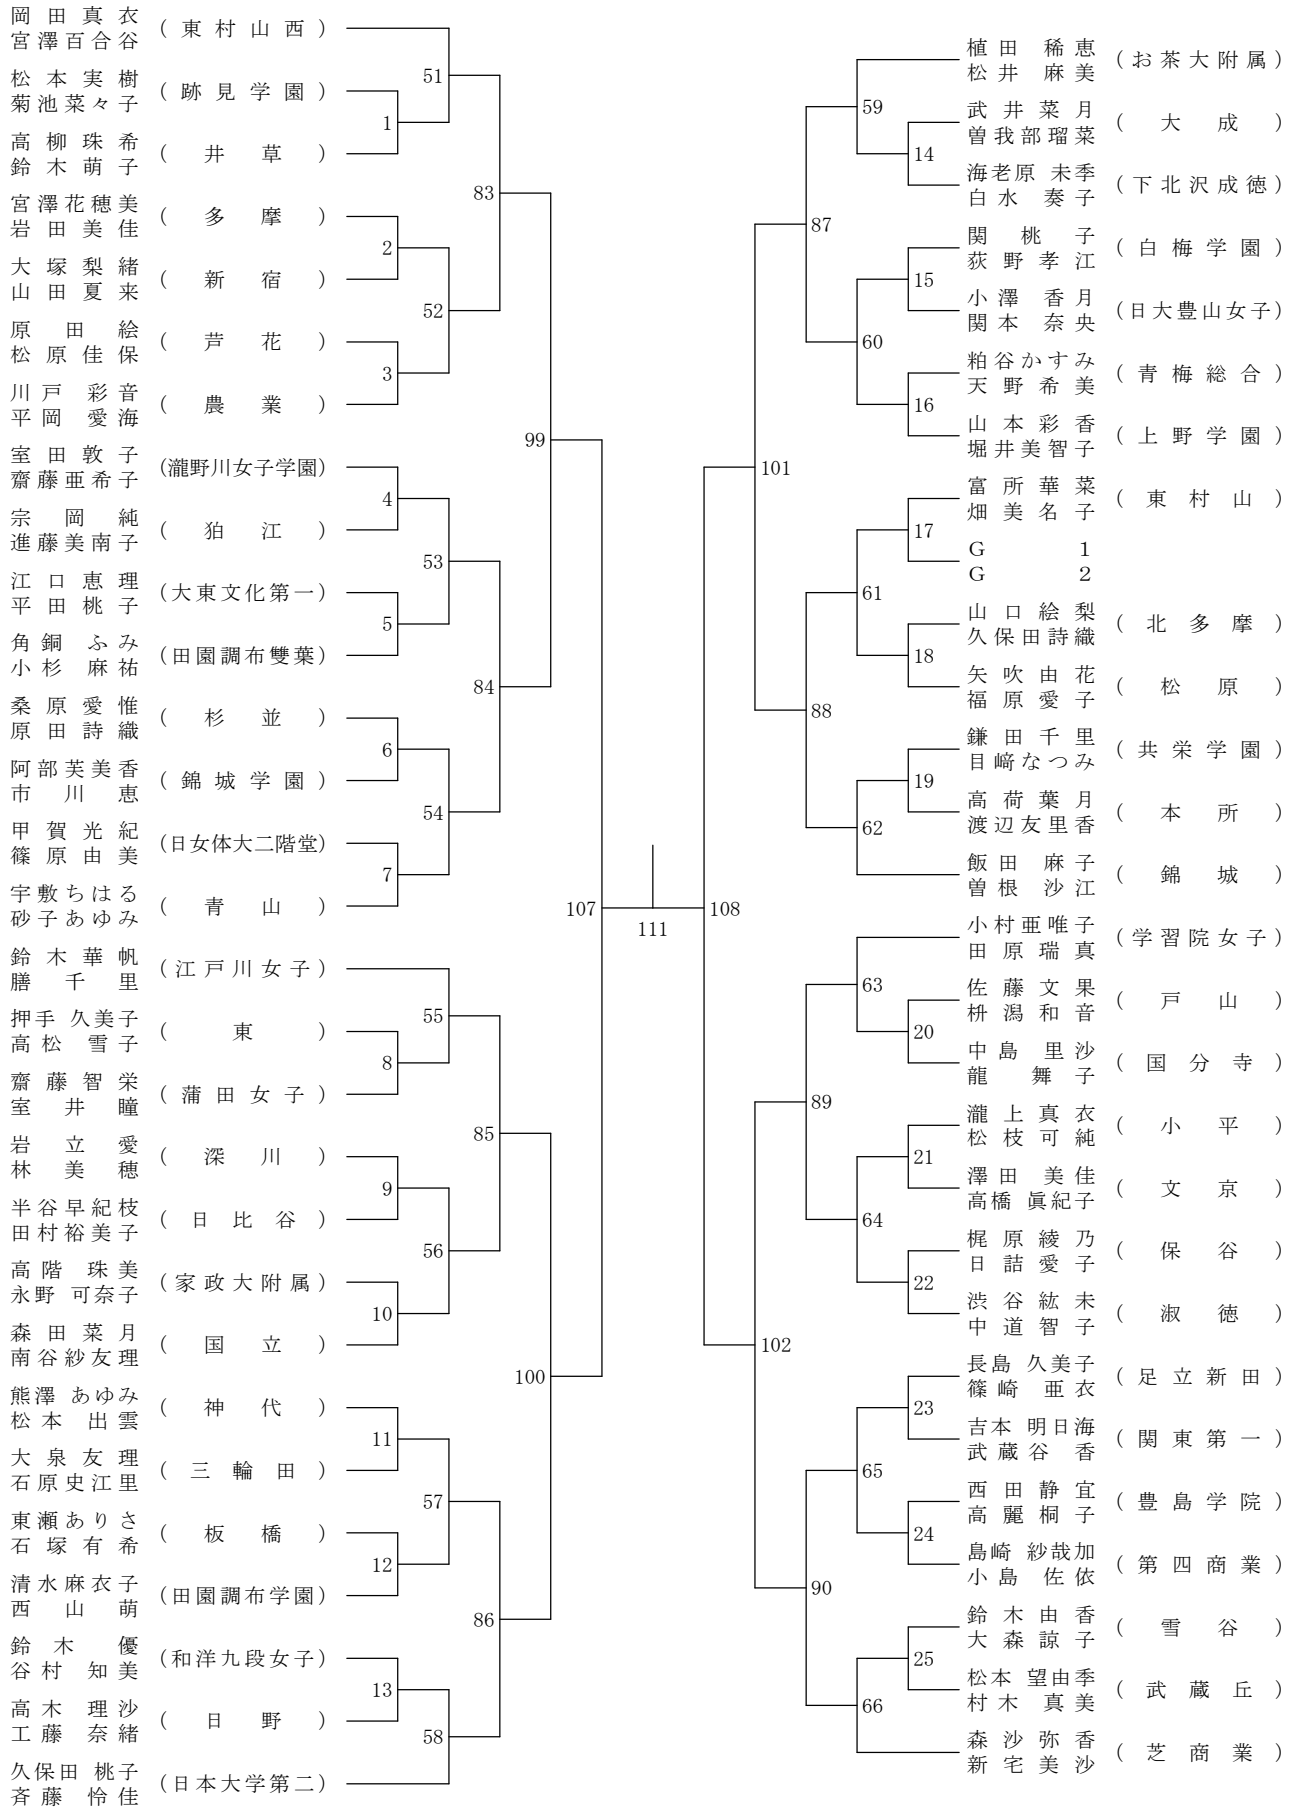 岡田真衣
宮澤百合谷
(東村山西)
松本実樹
菊池菜々子
(跡見学園)
高柳珠希
鈴木萌子
(井草)
宮澤花穂美
岩田美佳
(多摩)
大塚梨緒
山田夏来
(新宿)
原田絵
松原佳保
(芦花)
川戸 彩音
平岡 愛海
(農業)
室田敦子
齋藤亜希子
(瀧野川女子学園)
宗岡純
進藤美南子
(狛江)
江口恵理
平田桃子
(大東文化第一)
角銅 ふみ
小杉 麻祐
(田園調布雙葉)
桑原愛惟
原田詩織
(杉並)
阿部芙美香
市川恵
(錦城学園)
甲賀光紀
篠原由美
(日女体大二階堂)
宇敷ちはる
砂子あゆみ
(青山)
鈴木華帆
膳千里
(江戸川女子)
押手 久美子
高松 雪子
(東)
齋藤智栄
室井瞳
(蒲田女子)
岩立愛
林美穂
(深川)
半谷早紀枝
田村裕美子
(日比谷)
高階 珠美
永野 可奈子
(家政大附属)
森田菜月
南谷紗友理
(国立)
熊澤 あゆみ
松本 出雲
(神代)
大泉友理
石原史江里
(三輪田)
東瀬ありさ
石塚有希
(板橋)
清水麻衣子
西山萌
(田園調布学園)
鈴木 優
谷村 知美
(和洋九段女子)
高木 理沙
工藤 奈緒
(日野)
久保田 桃子
斉藤 怜佳
(日本大学第二)
51
1
83
2
52
3
99
4
53
5
84
6
54
7
107
55
8
85
9
56
10
100
11
57
12
86
13
58
111
108
59
14
87
15
60
16
101
17
61
18
88
19
62
63
20
89
21
64
22
102
23
65
24
90
25
66
植田 稀恵
松井 麻美
(お茶大附属)
武井菜月
曽我部瑠菜
(大成)
海老原 未季
白水 奏子
(下北沢成徳)
関桃子
荻野孝江
(白梅学園)
小澤 香月
関本 奈央
(日大豊山女子)
粕谷かすみ
天野希美
(青梅総合)
山本彩香
堀井美智子
(上野学園)
富所華菜
畑美名子
(東村山)
G 1
G 2
山口絵梨
久保田詩織
(北多摩)
矢吹由花
福原愛子
(松原)
鎌田千里
目﨑なつみ
(共栄学園)
高荷葉月
渡辺友里香
(本所)
飯田 麻子
曽根 沙江
(錦城)
小村亜唯子
田原瑞真
(学習院女子)
佐藤文果
枡潟和音
(戸山)
中島 里沙
龍 舞子
(国分寺)
瀧上真衣
松枝可純
(小平)
澤田 美佳
高橋 眞紀子
(文京)
梶原綾乃
日詰愛子
(保谷)
渋谷紘未
中道智子
(淑徳)
長島 久美子
篠崎 亜衣
(足立新田)
吉本 明日海
武蔵谷 香
(関東第一)
西田静宜
高麗桐子
(豊島学院)
島崎 紗哉加
小島 佐依
(第四商業)
鈴木由香
大森諒子
(雪谷)
松本 望由季
村木 真美
(武蔵丘)
森沙弥香
新宅美沙
(芝商業)